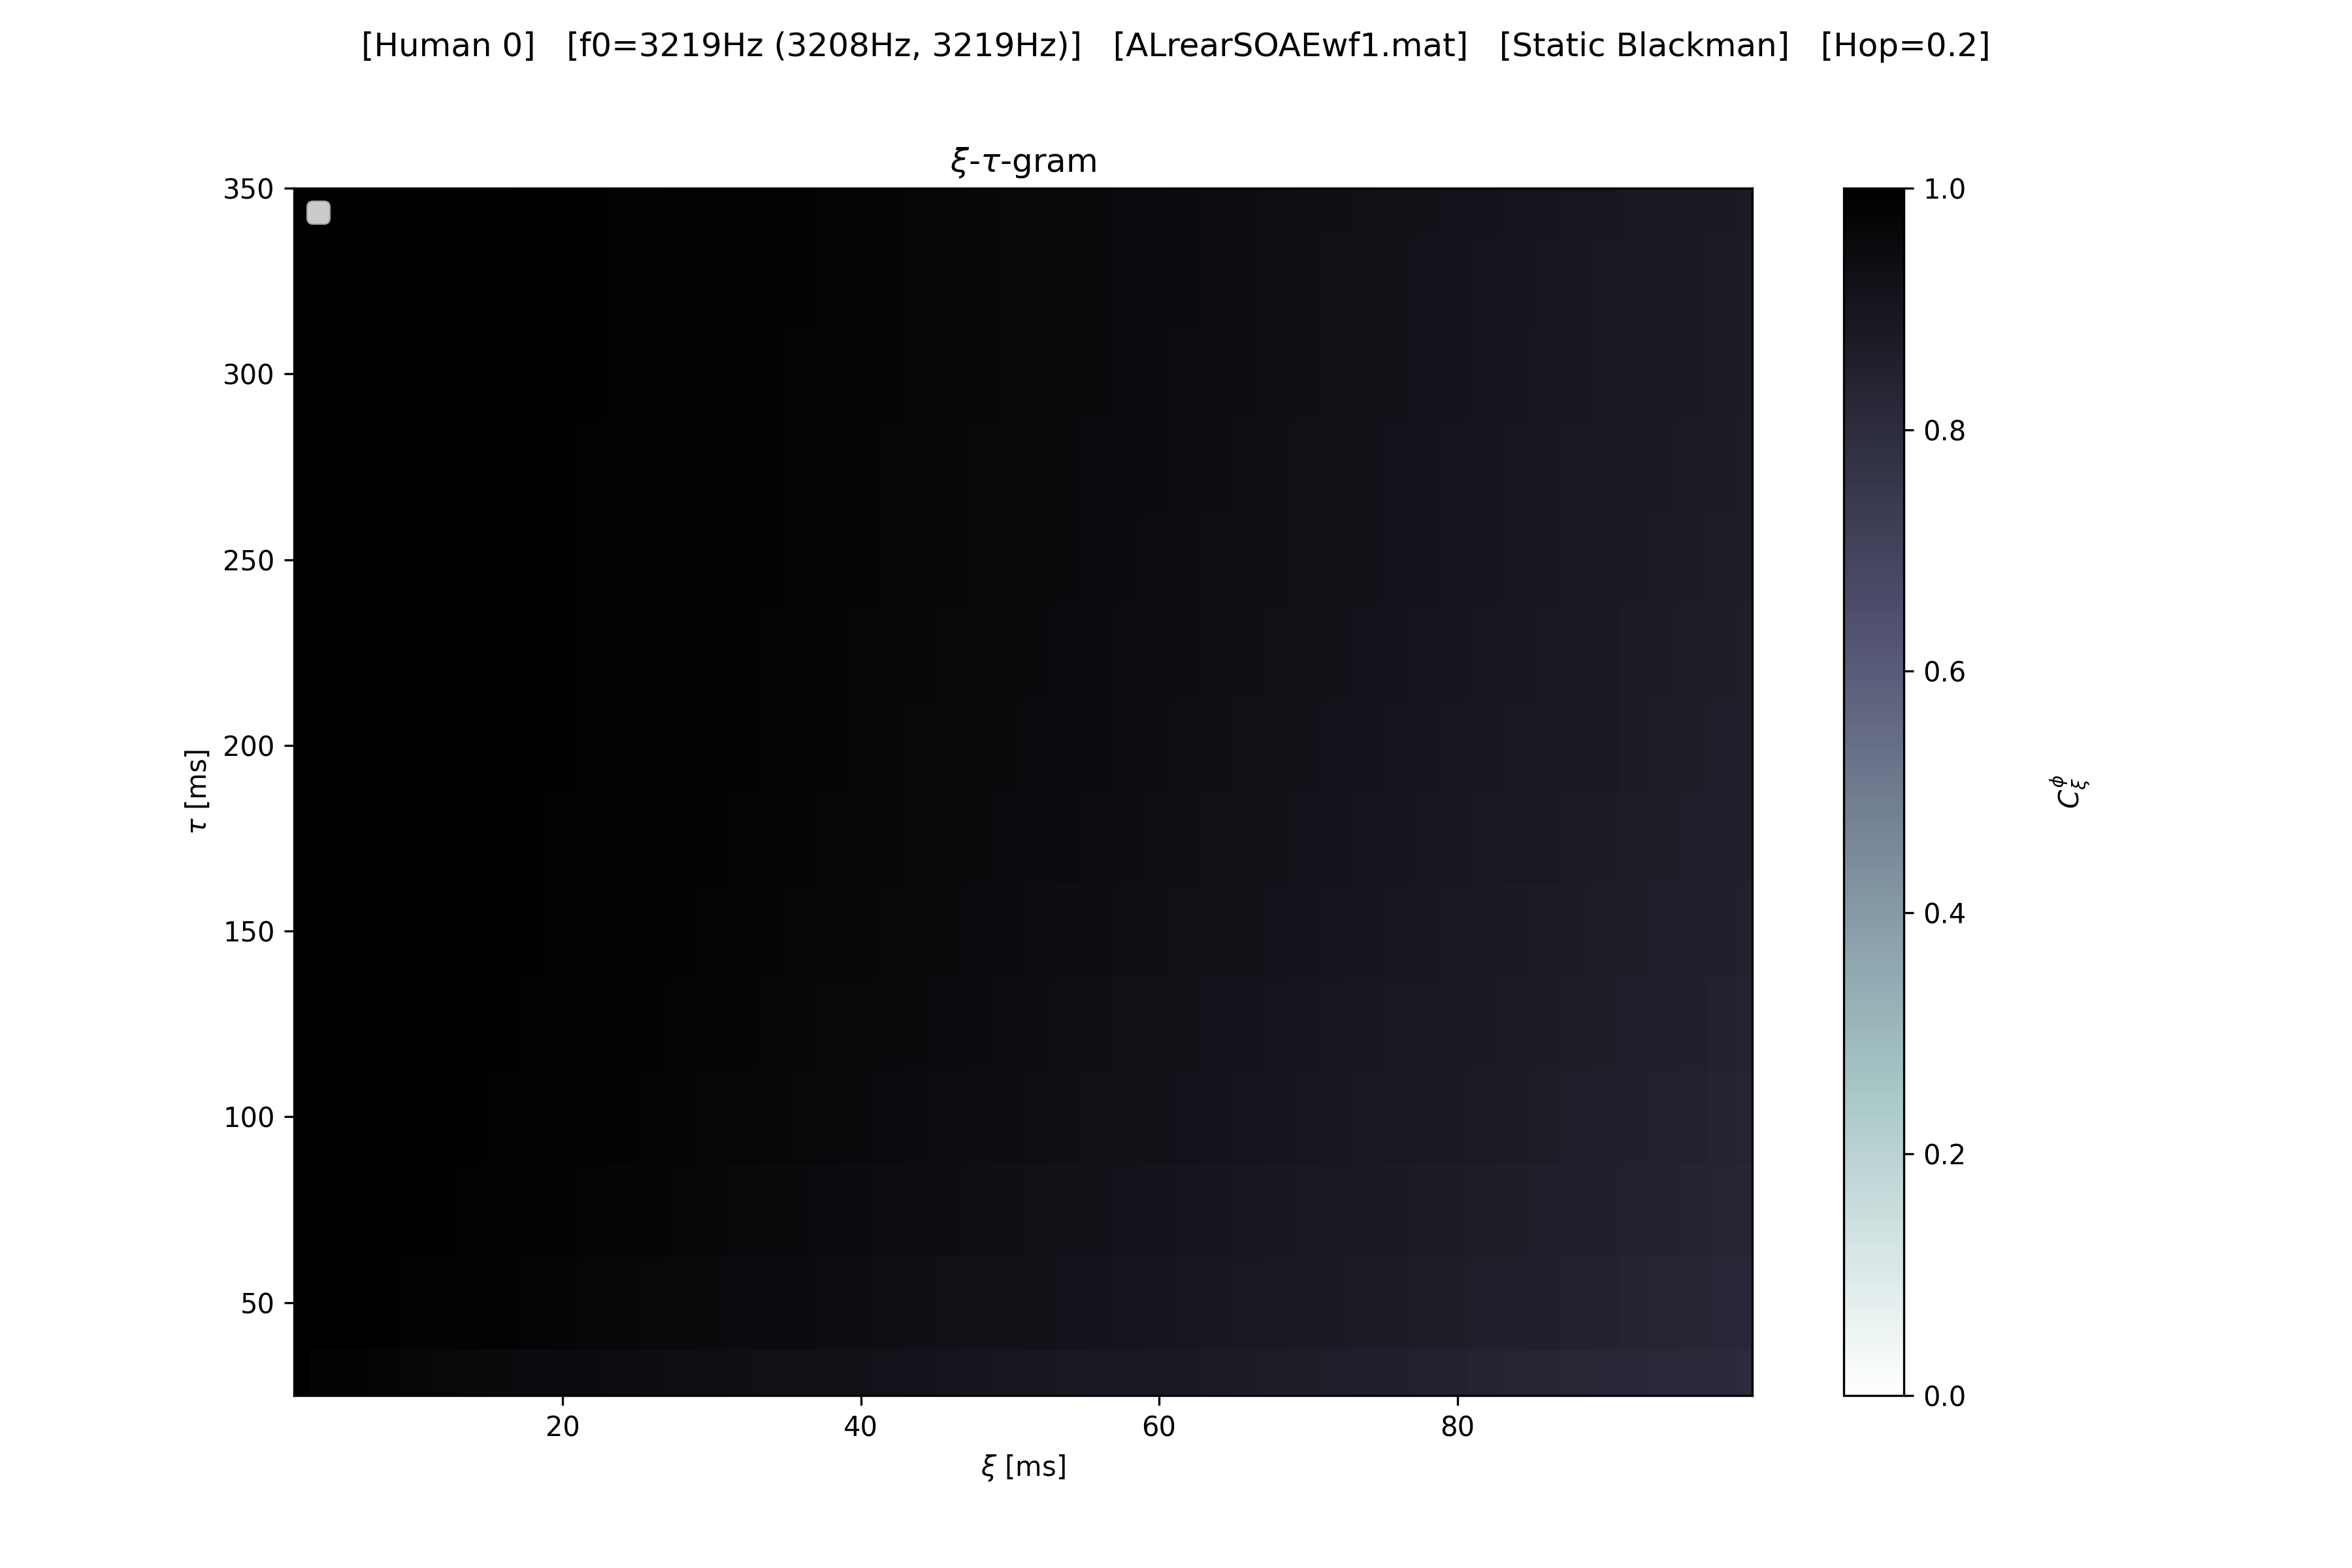 [Human 0]   [f0=3219Hz (3208Hz, 3219Hz)]   [ALrearSOAEwf1.mat]   [Static Blackman]   [Hop=0.2]
ξ-τ-gram
350
300
250
200
150
100
50
τ [ms]
20 40 60 80
ξ [ms]
1.0
0.8
0.6
0.4
0.2
0.0
C_ξ^ϕ